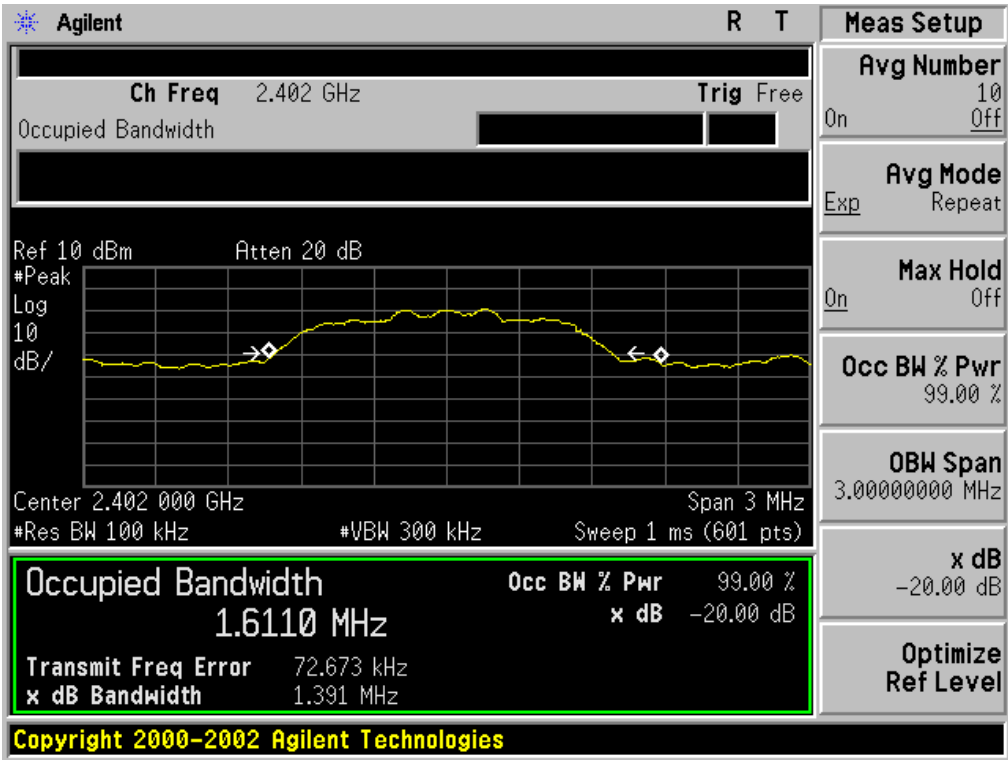 Agilent R T
Meas Setup
Ch Freq 2.402 GHz Trig Free
Occupied Bandwidth
Ref 10 dBm Atten 20 dB
#Peak
Log
10
dB/
Center 2.402 000 GHz Span 3 MHz
#Res BW 100 kHz #VBW 300 kHz Sweep 1 ms (601 pts)
Occupied Bandwidth Occ BW % Pwr 99.00 %
1.6110 MHz x dB -20.00 dB
Transmit Freq Error 72.673 kHz
x dB Bandwidth 1.391 MHz
Avg Number
10
On Off
Avg Mode
Exp Repeat
Max Hold
On Off
Occ BW % Pwr
99.00 %
OBW Span
3.00000000 MHz
x dB
-20.00 dB
Optimize
Ref Level
Copyright 2000-2002 Agilent Technologies